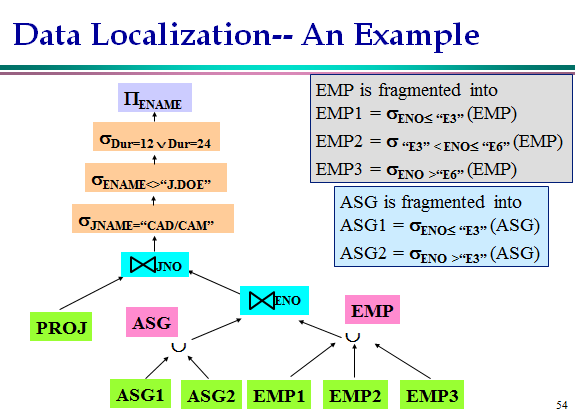 Data Localization-- An Example
ΠENAME
σDur=12 ∨ Dur=24
σENAME<>“J.DOE”
σJNAME=“CAD/CAM”
⋈JNO
⋈ENO
PROJ
ASG
EMP
∪
∪
ASG1 ASG2 EMP1 EMP2 EMP3
EMP is fragmented into
EMP1 = σENO≤ “E3” (EMP)
EMP2 = σ “E3” < ENO≤ “E6” (EMP)
EMP3 = σENO >“E6” (EMP)
ASG is fragmented into
ASG1 = σENO≤ “E3” (ASG)
ASG2 = σENO >“E3” (ASG)
54